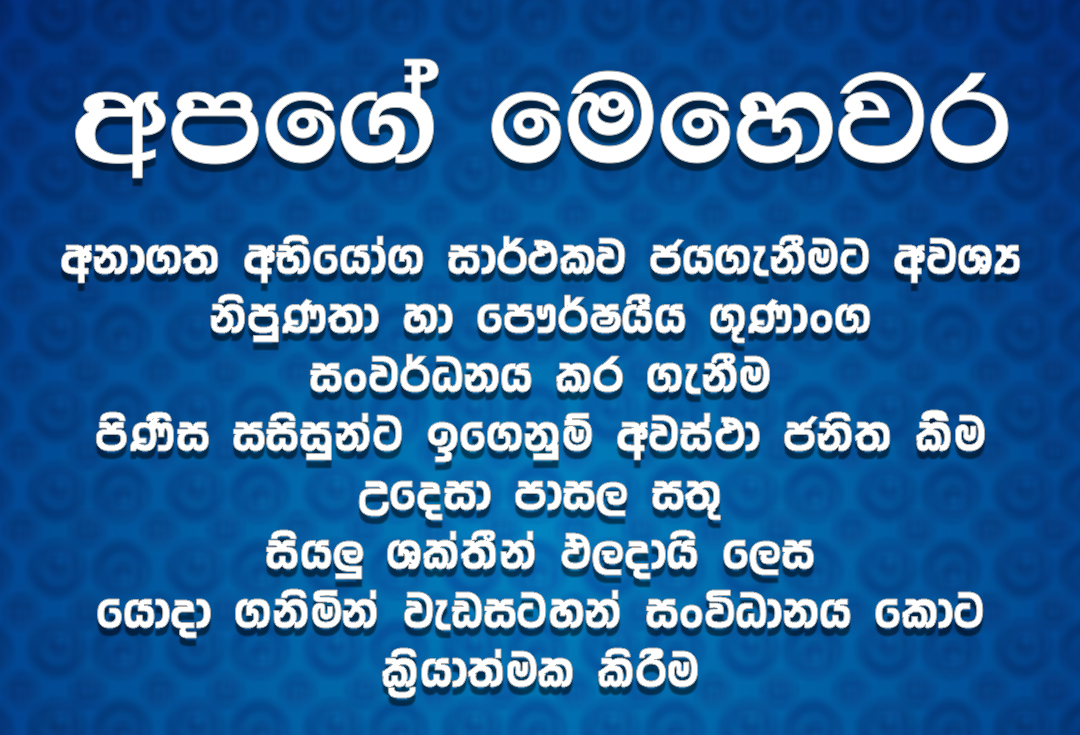 අපගේ මෙහෙවර
අනාගත අභියෝග සාර්ථකව ජයගැනීමට අවශ්‍ය
නිපුණතා හා පෞර්ෂයීය ගුණාංග
සංවර්ධනය කර ගැනීම
පිණිස සසිසුන්ට ඉගෙනුම් අවස්ථා ජනිත කිීම
උදෙසා පාසල සතු
සියලු ශක්තීන් ඵලදායි ලෙස
යොදා ගනිමින් වැඩසටහන් සංවිධානය කොට
ක්‍රියාත්මක කිරීම